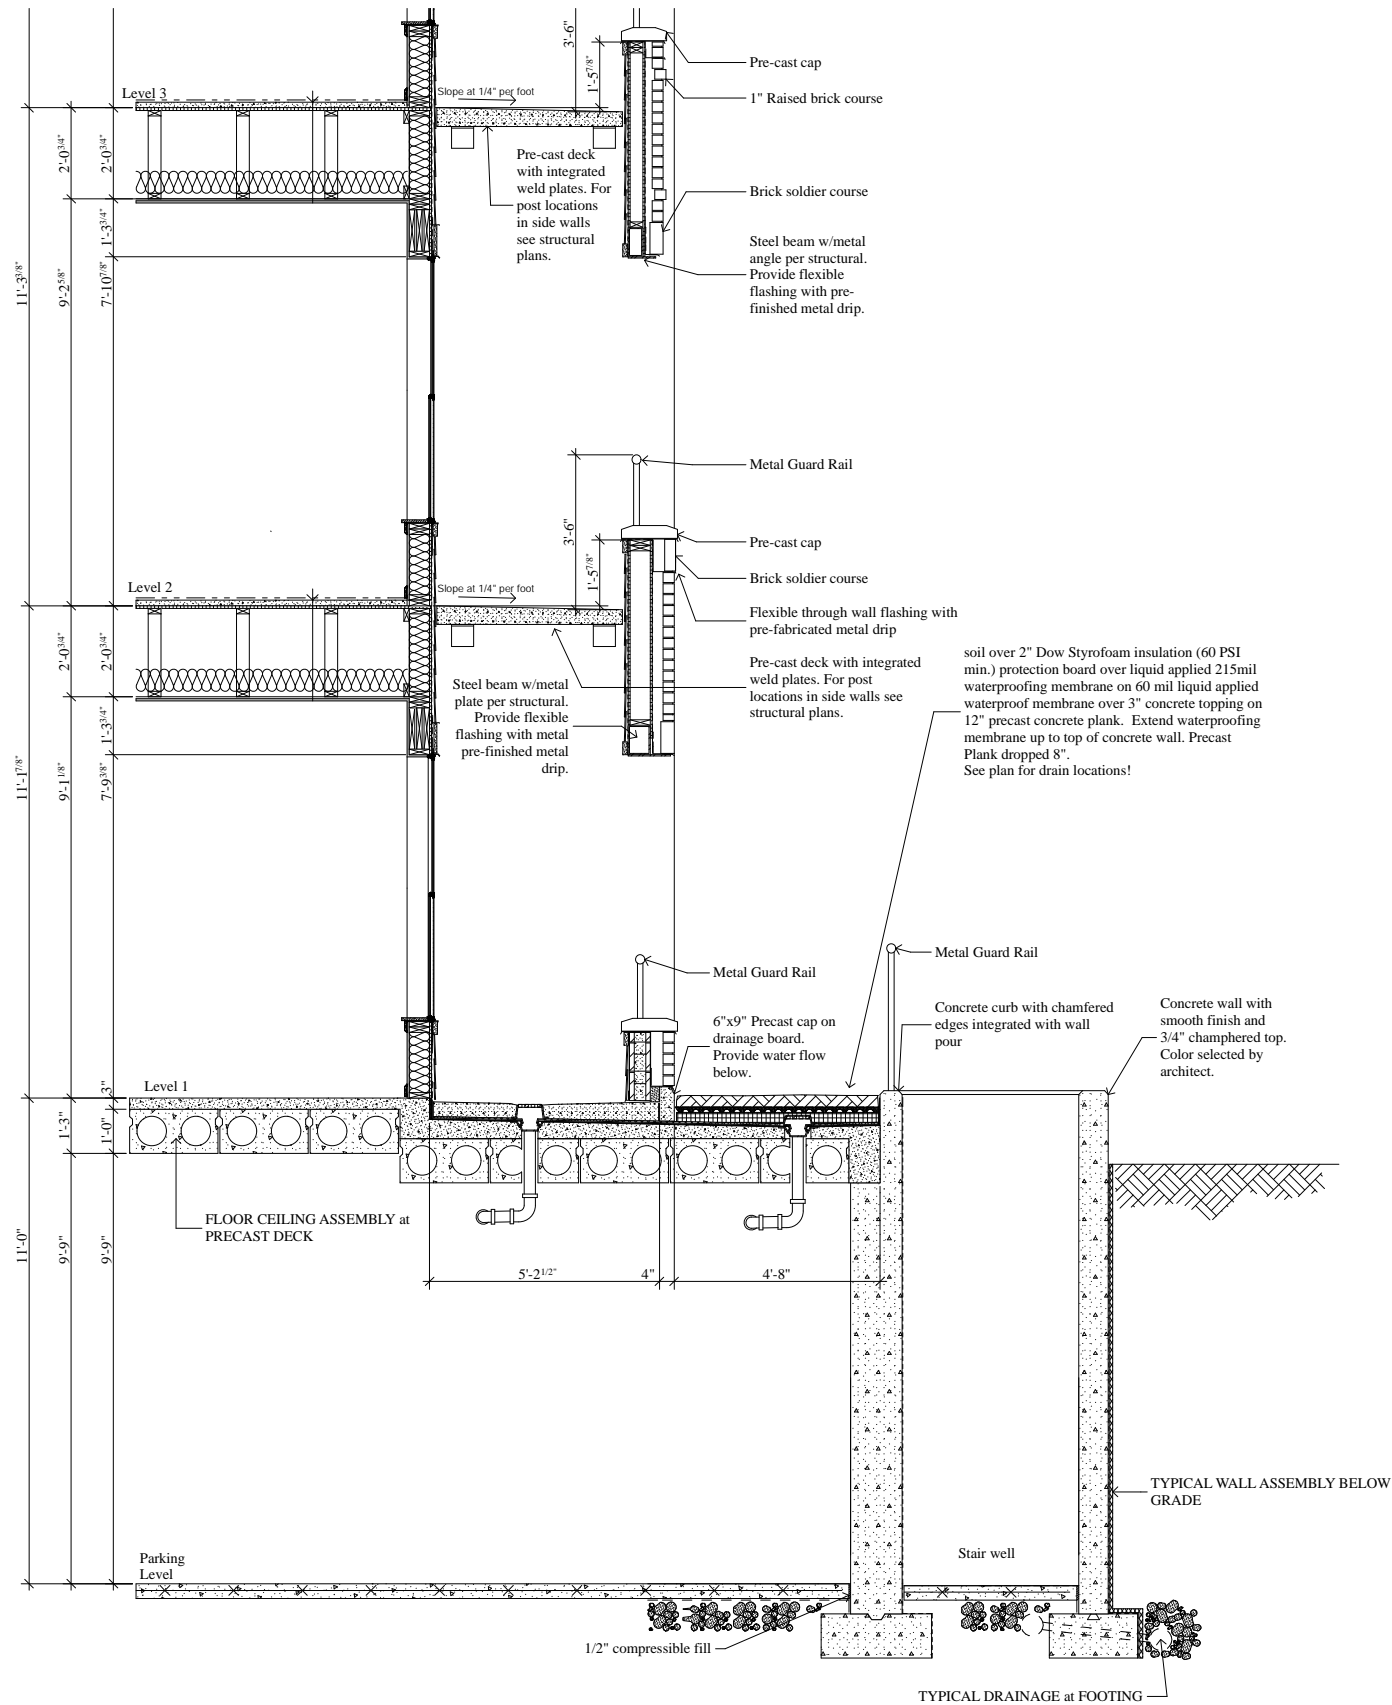 3'-6"
1'-5 7/8"
Pre-cast cap
1" Raised brick course
Level 3
Slope at 1/4" per foot
2'-0 3/4"
2'-0 3/4"
Pre-cast deck
with integrated
weld plates. For
post locations
in side walls
see structural
plans.
Brick soldier course
1'-3 3/4"
Steel beam w/metal
angle per structural.
Provide flexible
flashing with pre-
finished metal drip.
11'-3 3/8"
9'-2 5/8"
7'-10 7/8"
Metal Guard Rail
3'-6"
1'-5 7/8"
Pre-cast cap
Brick soldier course
Level 2
Slope at 1/4" per foot
Flexible through wall flashing with
pre-fabricated metal drip
2'-0 3/4"
2'-0 3/4"
Pre-cast deck with integrated
weld plates. For post
locations in side walls see
structural plans.
Steel beam w/metal
plate per structural.
Provide flexible
flashing with metal
pre-finished metal
drip.
soil over 2" Dow Styrofoam insulation (60 PSI
min.) protection board over liquid applied 215mil
waterproofing membrane on 60 mil liquid applied
waterproof membrane over 3" concrete topping on
12" precast concrete plank. Extend waterproofing
membrane up to top of concrete wall. Precast
Plank dropped 8".
See plan for drain locations!
1'-3 3/4"
11'-1 7/8"
9'-1 1/8"
7'-9 3/8"
Metal Guard Rail
Metal Guard Rail
6"x9" Precast cap on
drainage board.
Provide water flow
below.
Concrete curb with chamfered
edges integrated with wall
pour
Concrete wall with
smooth finish and
3/4" champhered top.
Color selected by
architect.
Level 1
3"
1'-3"
1'-0"
FLOOR CEILING ASSEMBLY at
PRECAST DECK
11'-0"
9'-9"
9'-9"
5'-2 1/2"
4"
4'-8"
TYPICAL WALL ASSEMBLY BELOW
GRADE
Stair well
Parking
Level
1/2" compressible fill
TYPICAL DRAINAGE at FOOTING